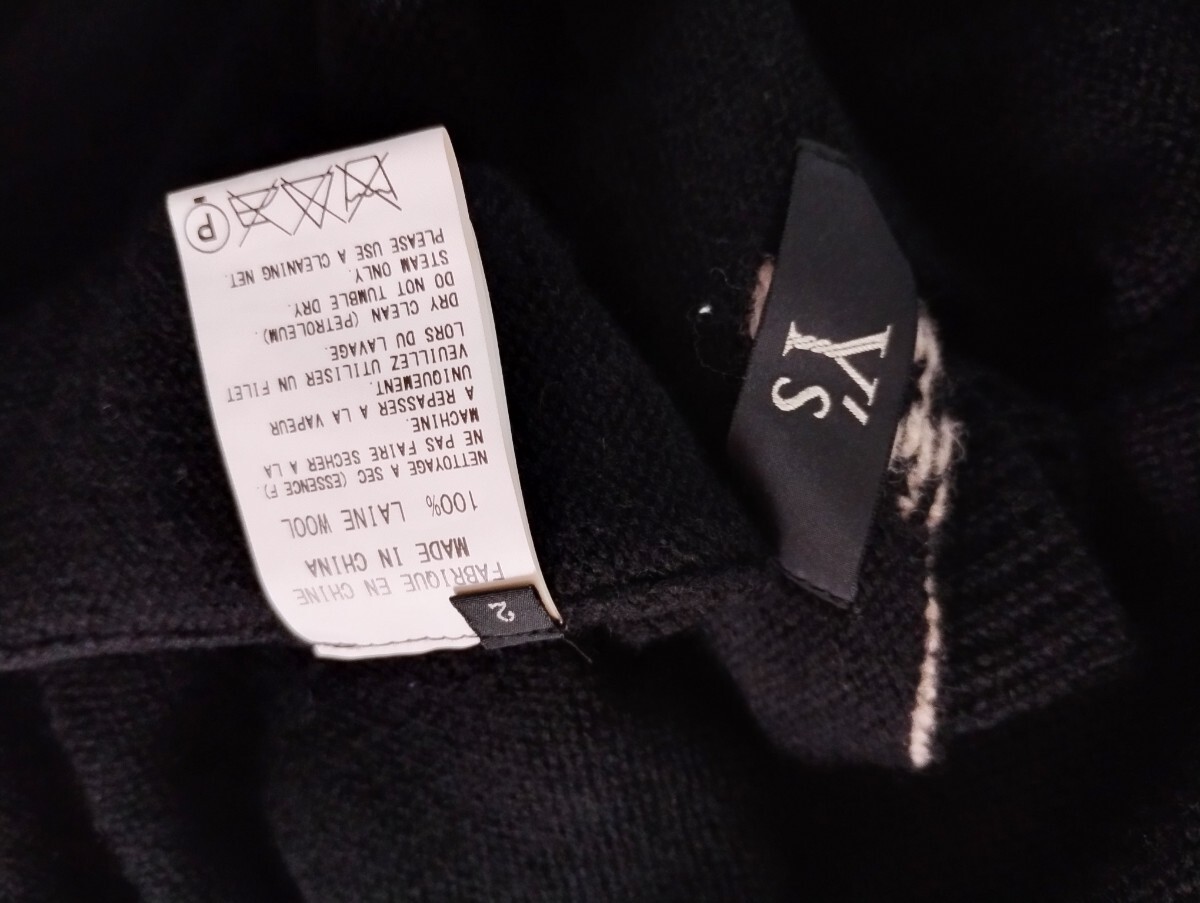 Y's
2
FABRIQUE EN CHINE
MADE IN CHINA
100% LAINE WOOL
NETTOYAGE A SEC (ESSENCE F).
NE PAS FAIRE SECHER A LA
MACHINE.
A REPASSER A LA VAPEUR
UNIQUEMENT.
VEUILLEZ UTILISER UN FILET
LORS DU LAVAGE.
DRY CLEAN (PETROLEUM).
DO NOT TUMBLE DRY.
STEAM ONLY.
PLEASE USE A CLEANING NET.
P